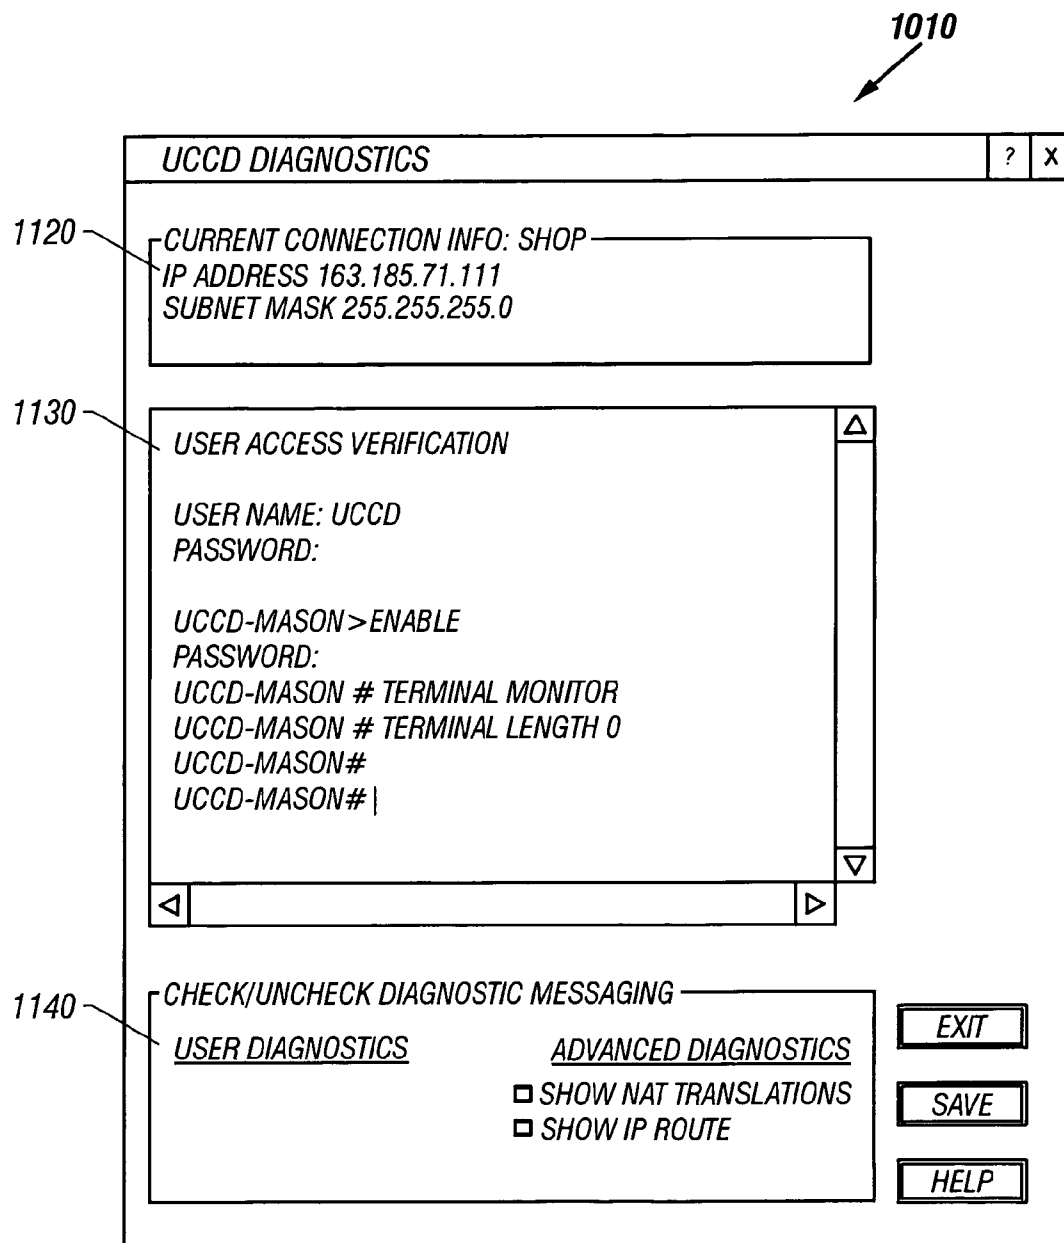 1010
UCCD DIAGNOSTICS ? X
1120
CURRENT CONNECTION INFO: SHOP
IP ADDRESS 163.185.71.111
SUBNET MASK 255.255.255.0
1130
USER ACCESS VERIFICATION
USER NAME: UCCD
PASSWORD:
UCCD-MASON>ENABLE
PASSWORD:
UCCD-MASON # TERMINAL MONITOR
UCCD-MASON # TERMINAL LENGTH 0
UCCD-MASON#
UCCD-MASON# |
1140
CHECK/UNCHECK DIAGNOSTIC MESSAGING
USER DIAGNOSTICS ADVANCED DIAGNOSTICS
SHOW NAT TRANSLATIONS
SHOW IP ROUTE
EXIT
SAVE
HELP